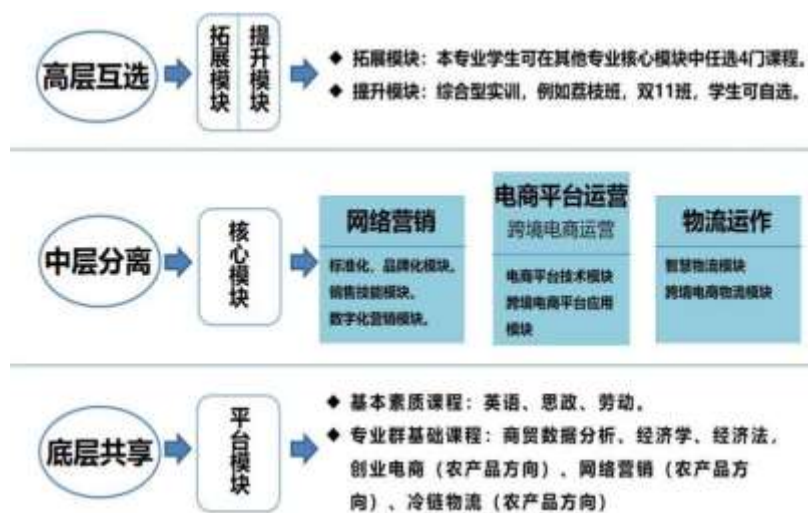 高层互选
拓展模块
提升模块
◆ 拓展模块：本专业学生可在其他专业核心模块中任选4门课程。
◆ 提升模块：综合型实训，例如荔枝班，双11班，学生可自选。
中层分离
核心模块
网络营销
标准化、品牌化模块。
销售技能模块。
数字化营销模块。
电商平台运营
跨境电商运营
电商平台技术模块
跨境电商平台应用
模块
物流运作
智慧物流模块
跨境电商物流模块
底层共享
平台模块
◆ 基本素质课程：英语、思政、劳动。
◆ 专业群基础课程：商贸数据分析、经济学、经济法，
创业电商（农产品方向）、网络营销（农产品方
向）、冷链物流（农产品方向）